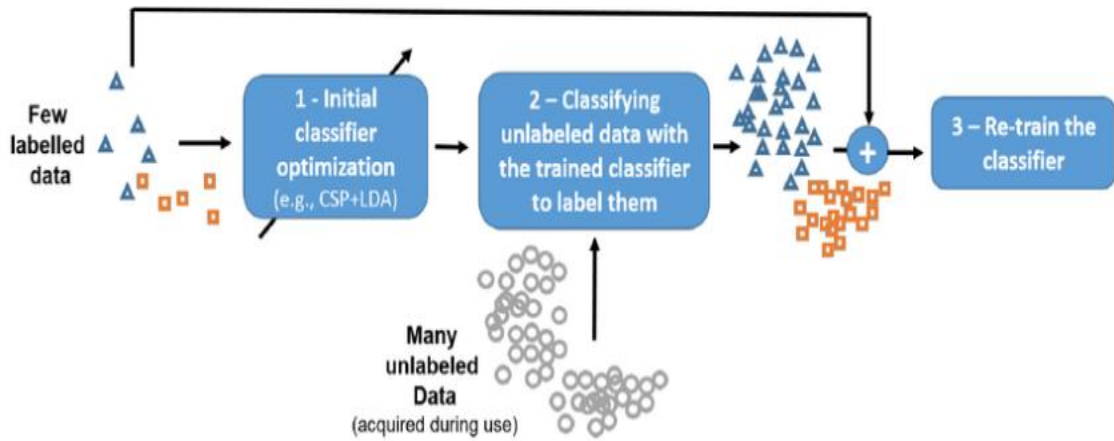 Few
labelled
data
1 - Initial
classifier
optimization
(e.g., CSP+LDA)
2 – Classifying
unlabeled data with
the trained classifier
to label them
+
3 – Re-train the
classifier
Many
unlabeled
Data
(acquired during use)